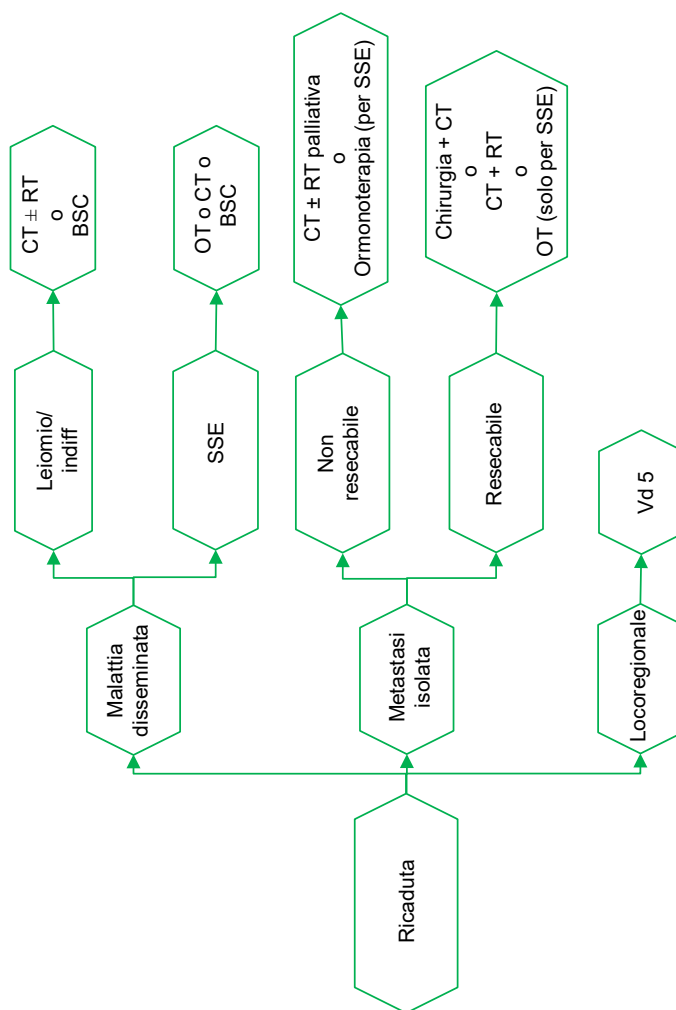 Ricaduta
Malattia
disseminata
Metastasi
isolata
Locoregionale
Leiomio/
indiff
SSE
Non
resecabile
Resecabile
Vd 5
CT ± RT
o
BSC
OT o CT o
BSC
CT ± RT palliativa
o
Ormonoterapia (per SSE)
Chirurgia + CT
o
CT + RT
o
OT (solo per SSE)